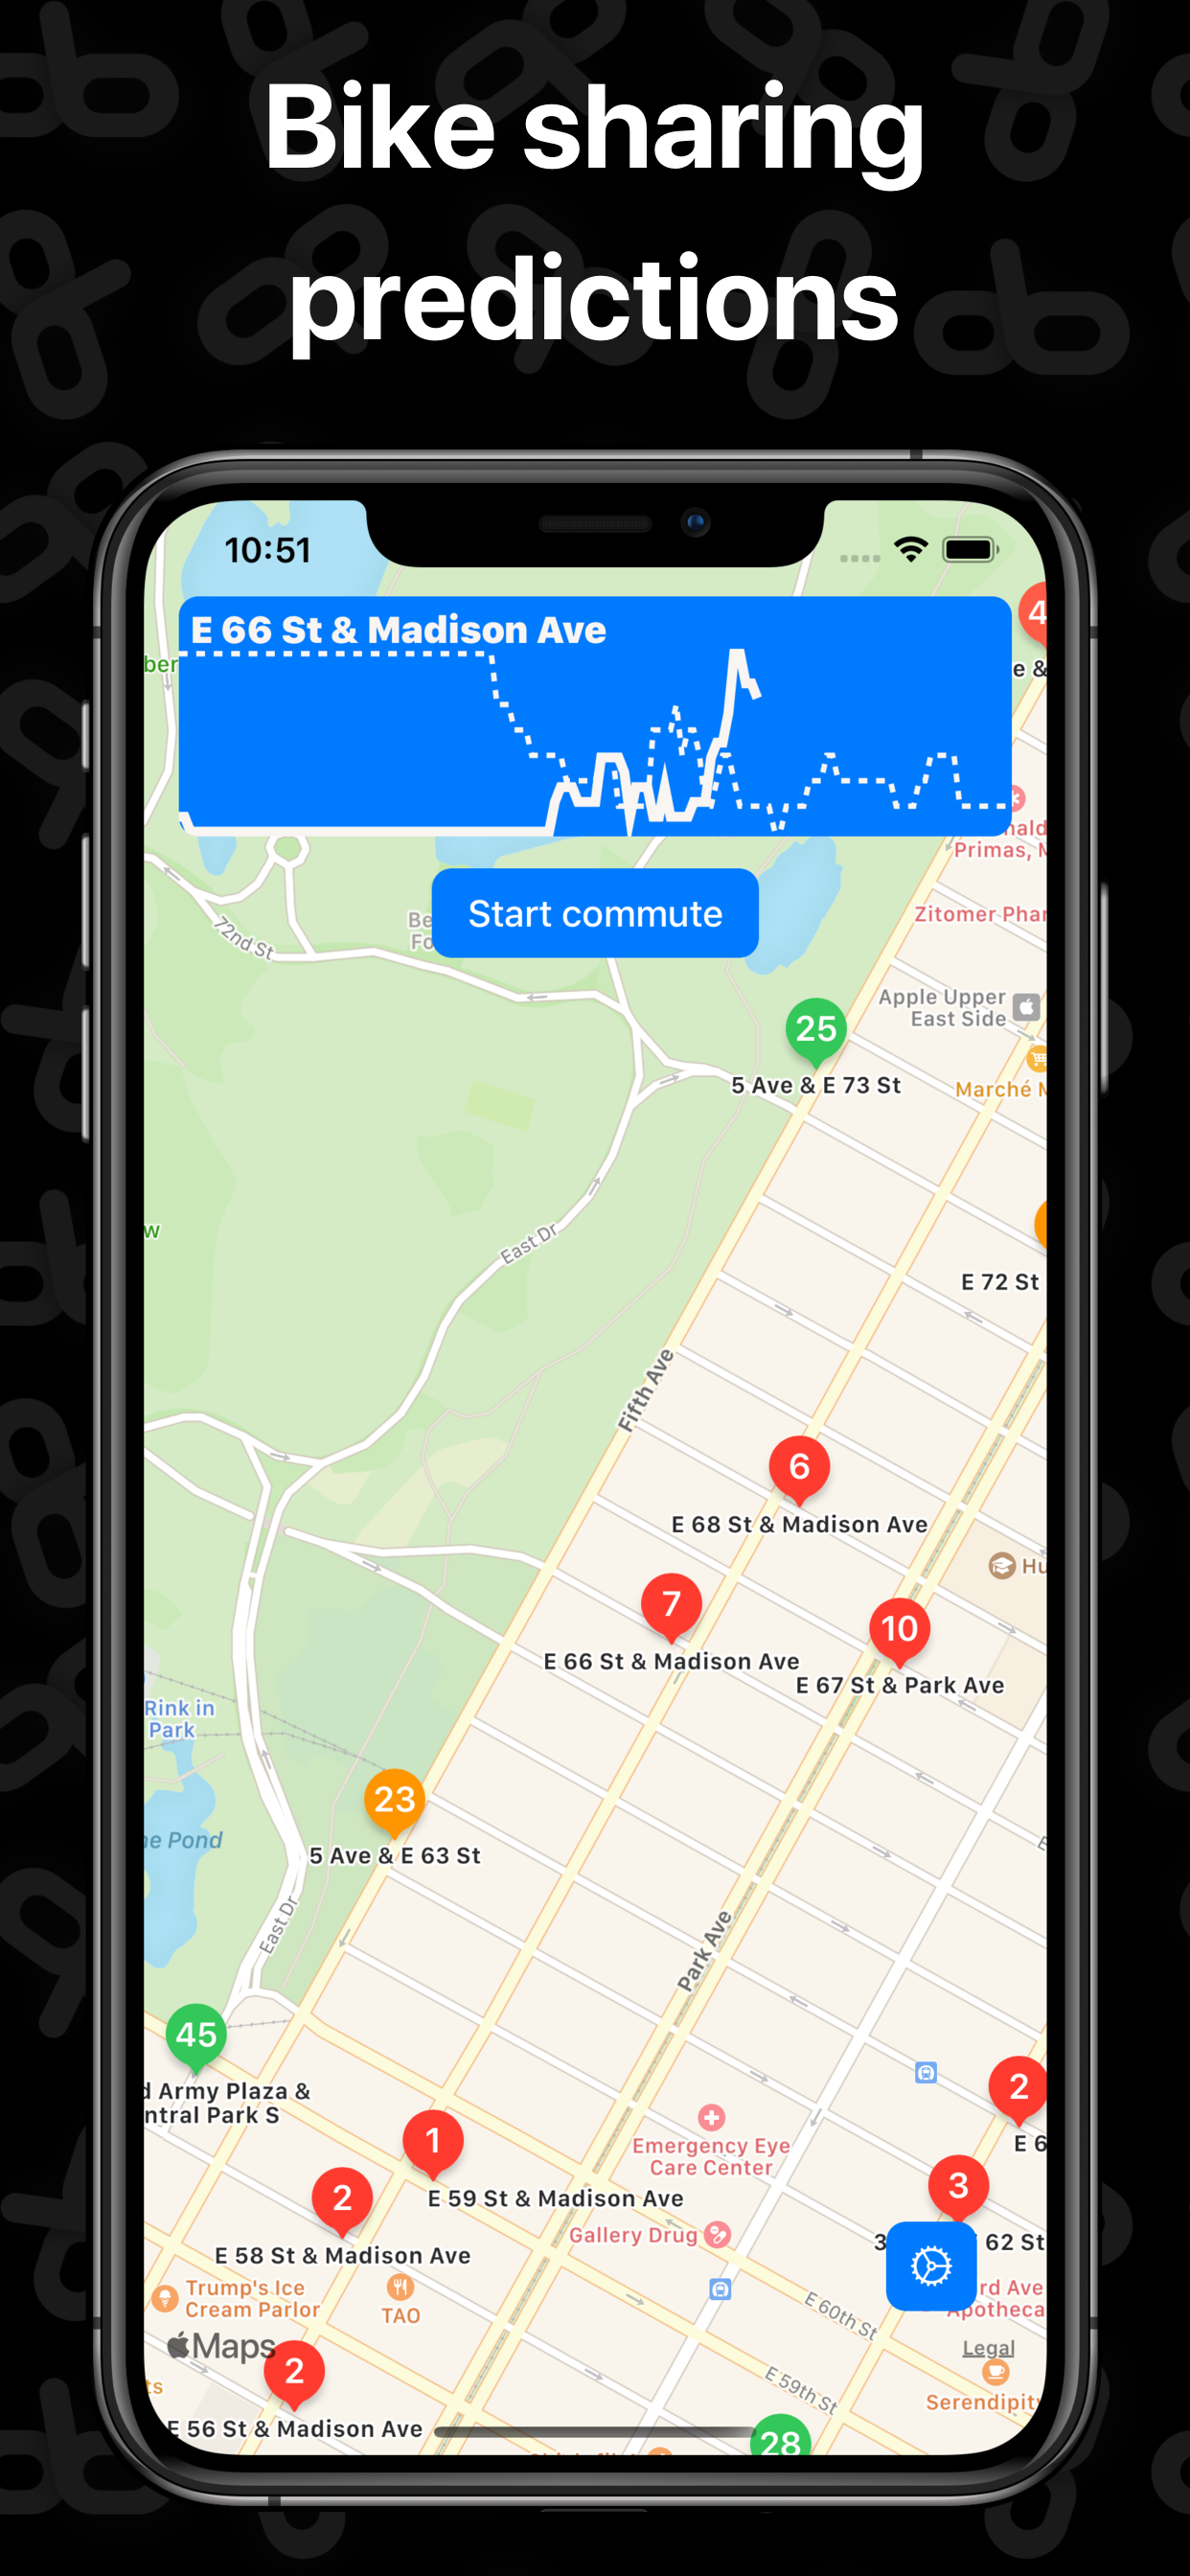 Bike sharing
predictions
10:51
E 66 St & Madison Ave
4
e &
ber
nald
Primas, M
Start commute
Be
Fo
72nd St
Zitomer Phar
Apple Upper
East Side
25
5 Ave & E 73 St
Marché M
w
East Dr
E 72 St
Fifth Ave
6
E 68 St & Madison Ave
Hu
7
E 66 St & Madison Ave
10
E 67 St & Park Ave
Rink in
Park
23
5 Ave & E 63 St
he Pond
East Dr
Park Ave
45
d Army Plaza &
ntral Park S
2
E 6
1
E 59 St & Madison Ave
Emergency Eye
Care Center
3
3
62 St
2
E 58 St & Madison Ave
Gallery Drug
Trump's Ice
Cream Parlor
TAO
E 60th St
rd Ave
Apotheca
Maps
Legal
2
ts
E 56 St & Madison Ave
E 59th St
Serendipity
28